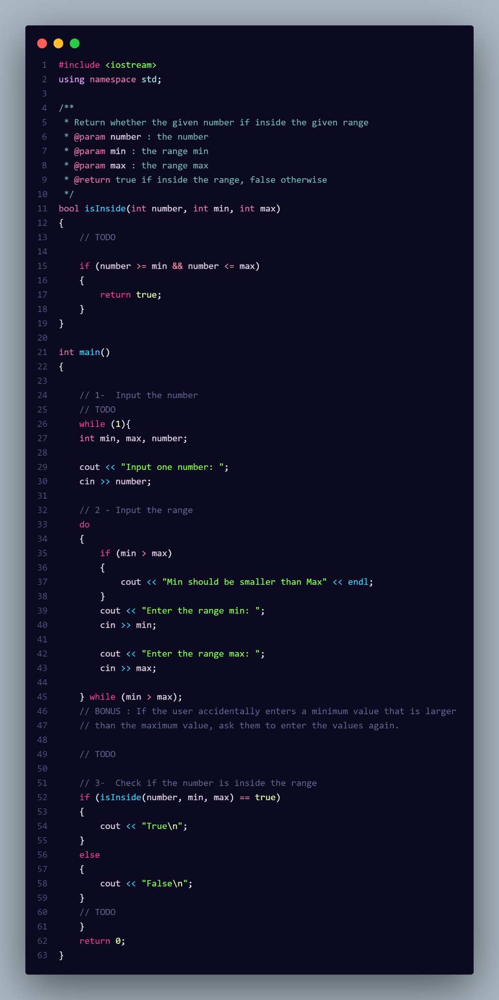 1 #include <iostream>
2 using namespace std;
3
4 /**
5  * Return whether the given number if inside the given range
6  * @param number : the number
7  * @param min : the range min
8  * @param max : the range max
9  * @return true if inside the range, false otherwise
10  */
11 bool isInside(int number, int min, int max)
12 {
13     // TODO
14
15     if (number >= min && number <= max)
16     {
17         return true;
18     }
19 }
20
21 int main()
22 {
23
24     // 1-  Input the number
25     // TODO
26     while (1){
27     int min, max, number;
28
29     cout << "Input one number: ";
30     cin >> number;
31
32     // 2 - Input the range
33     do
34     {
35         if (min > max)
36         {
37             cout << "Min should be smaller than Max" << endl;
38         }
39         cout << "Enter the range min: ";
40         cin >> min;
41
42         cout << "Enter the range max: ";
43         cin >> max;
44
45     } while (min > max);
46     // BONUS : If the user accidentally enters a minimum value that is larger
47     // than the maximum value, ask them to enter the values again.
48
49     // TODO
50
51     // 3-  Check if the number is inside the range
52     if (isInside(number, min, max) == true)
53     {
54         cout << "True\n";
55     }
56     else
57     {
58         cout << "False\n";
59     }
60     // TODO
61     }
62     return 0;
63 }